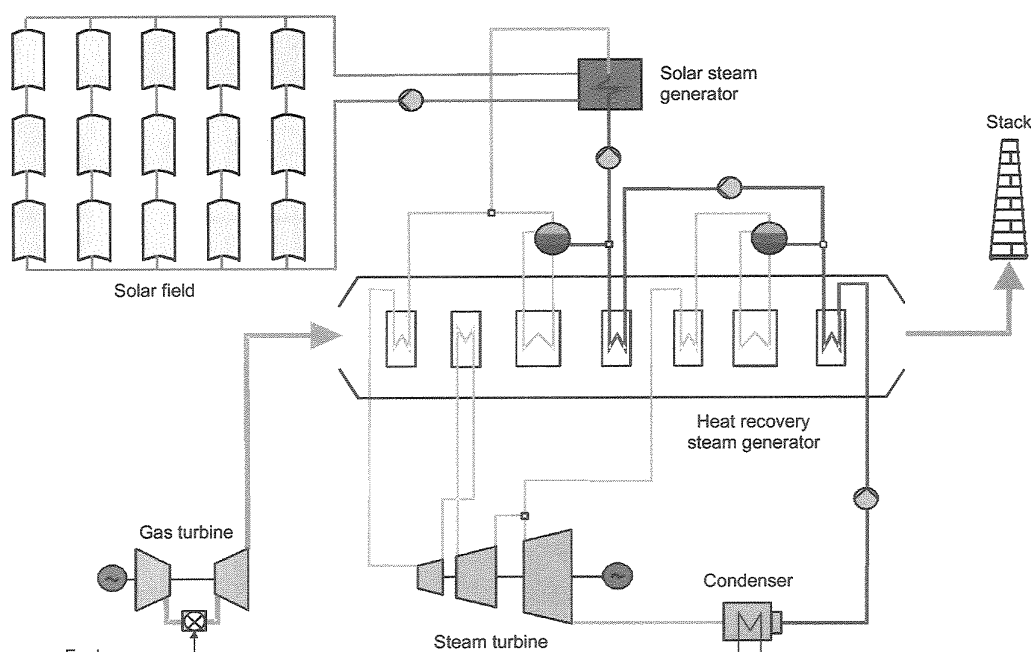 Solar steam
generator
Stack
Solar field
Heat recovery
steam generator
Gas turbine
Condenser
Steam turbine